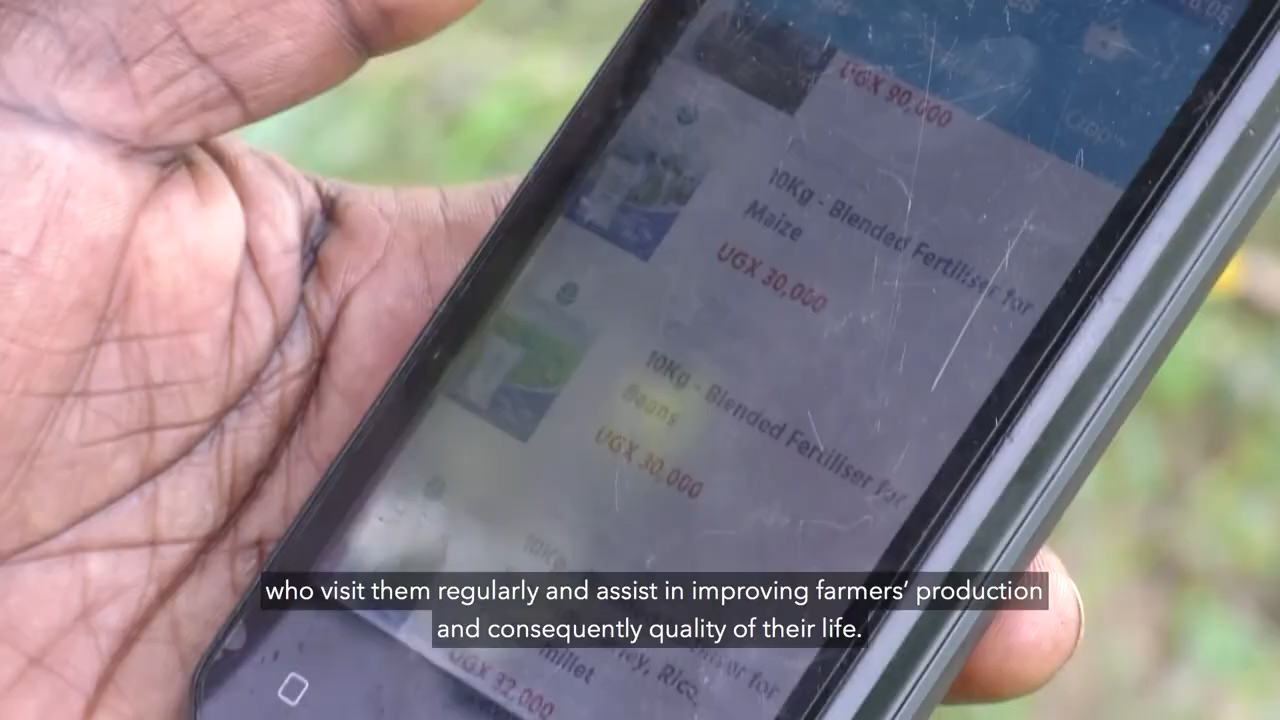 UGX 90,000
10Kg - Blended Fertiliser for
Maize
UGX 30,000
10Kg - Blended Fertiliser for
Beans
UGX 30,000
who visit them regularly and assist in improving farmers’ production
and consequently quality of their life.
Rice,
millet
UGX 32,000